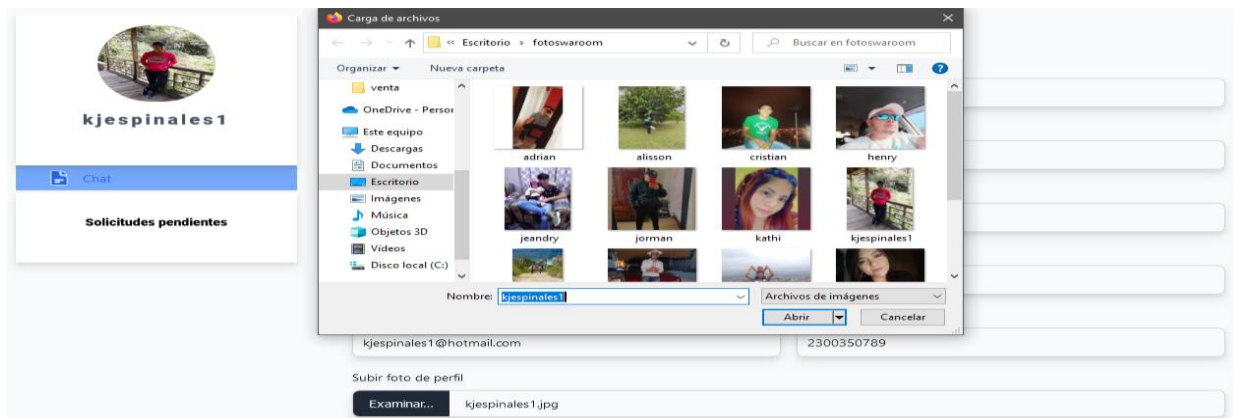 kjespinales1
Chat
Solicitudes pendientes
Carga de archivos
« Escritorio › fotoswaroom
Buscar en fotoswaroom
Organizar
Nueva carpeta
venta
OneDrive - Person
Este equipo
Descargas
Documentos
Escritorio
Imágenes
Música
Objetos 3D
Vídeos
Disco local (C:)
adrian alisson cristian henry
jeandry jorman kathi kjespinales1
Nombre: kjespinales1
Archivos de imágenes
Abrir
Cancelar
kjespinales1@hotmail.com
2300350789
Subir foto de perfil
Examinar... kjespinales1.jpg